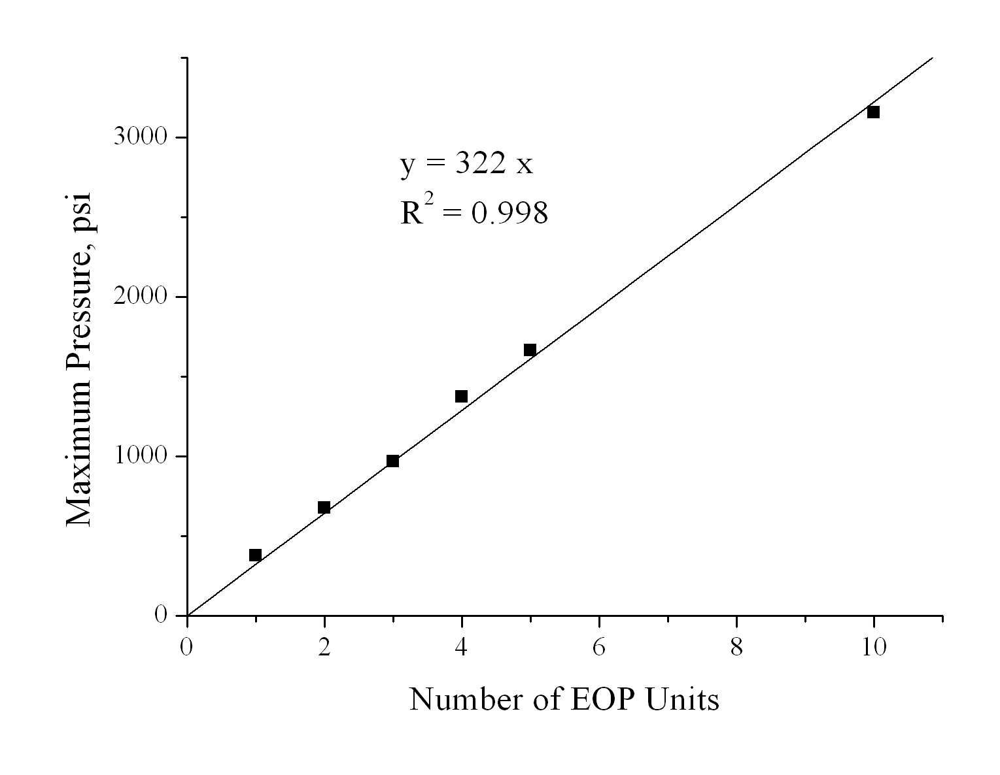 3000
2000
1000
0
Maximum Pressure, psi
y = 322 x
R² = 0.998
0 2 4 6 8 10
Number of EOP Units